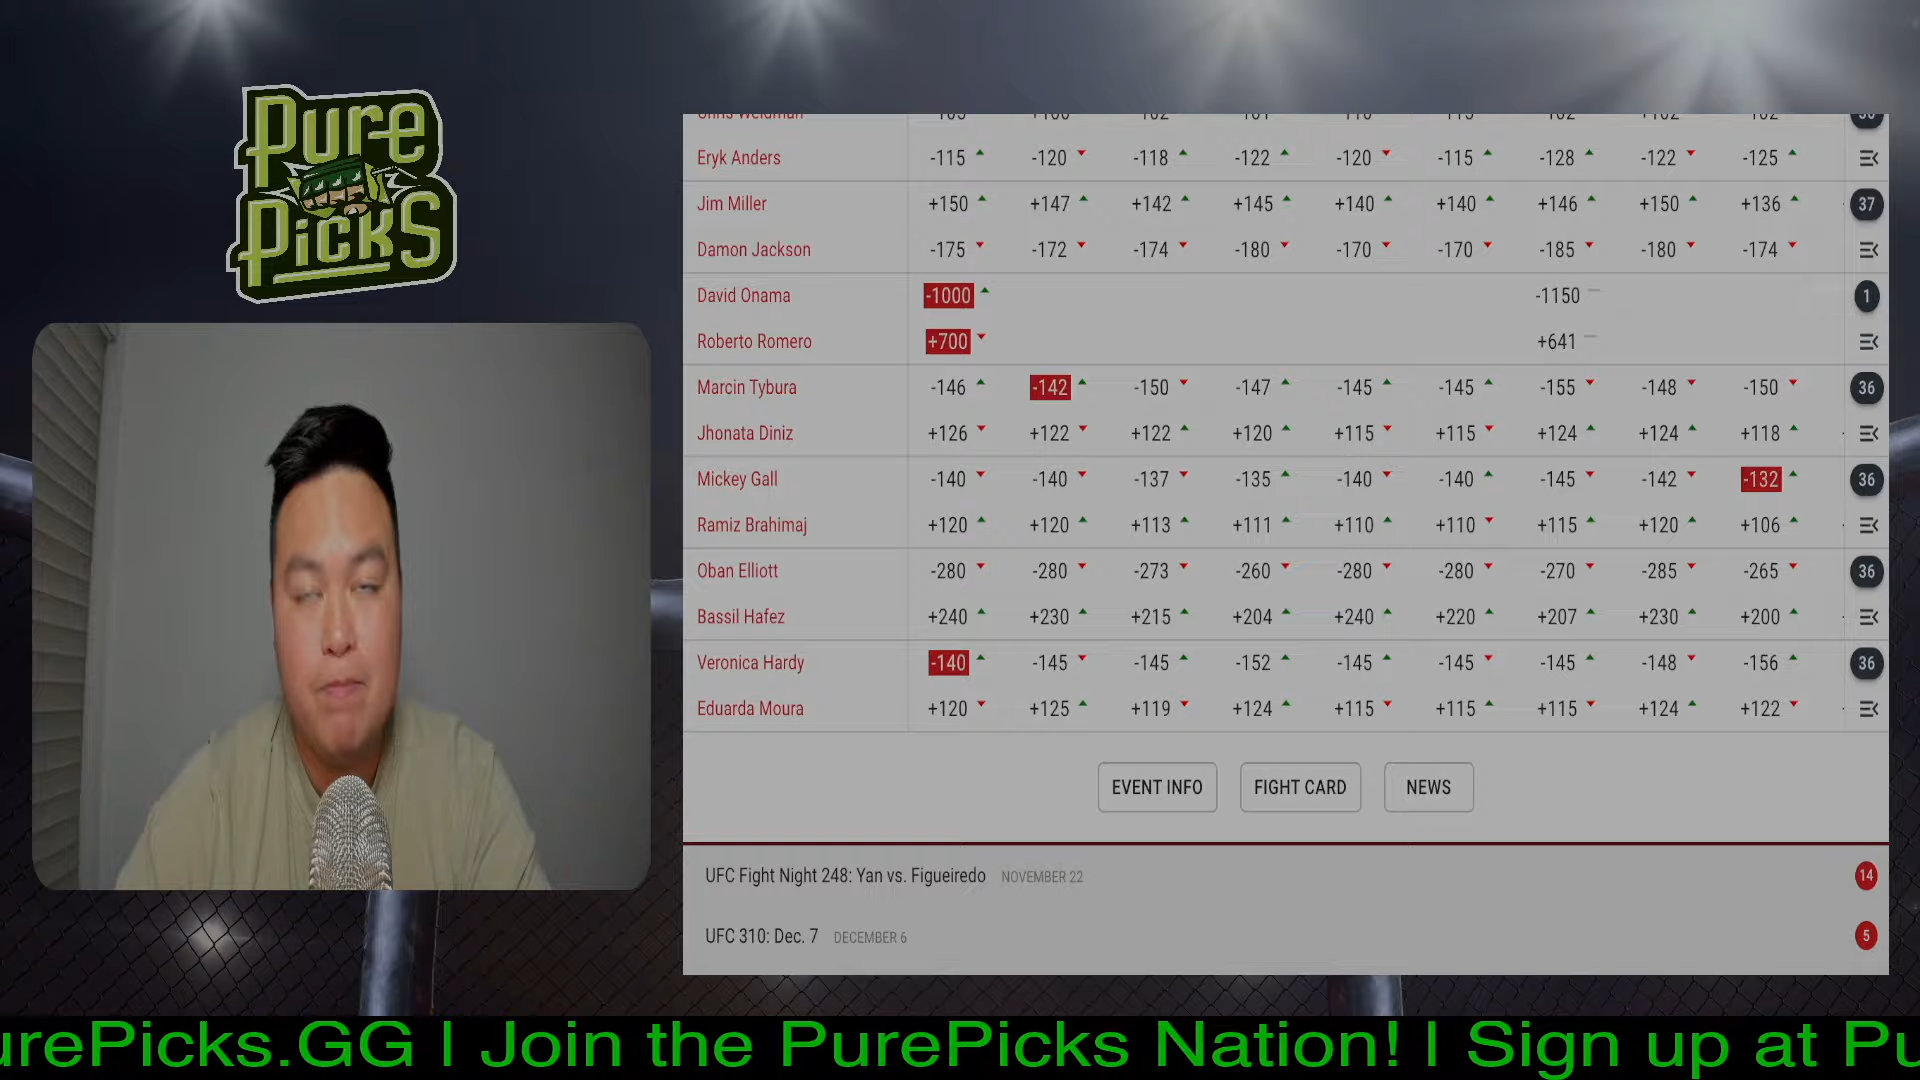 Pure
Picks
Chris Weidman
Eryk Anders -115 -120 -118 -122 -120 -115 -128 -122 -125
Jim Miller +150 +147 +142 +145 +140 +140 +146 +150 +136 37
Damon Jackson -175 -172 -174 -180 -170 -170 -185 -180 -174
David Onama -1000 -1150 1
Roberto Romero +700 +641
Marcin Tybura -146 -142 -150 -147 -145 -145 -155 -148 -150 36
Jhonata Diniz +126 +122 +122 +120 +115 +115 +124 +124 +118
Mickey Gall -140 -140 -137 -135 -140 -140 -145 -142 -132 36
Ramiz Brahimaj +120 +120 +113 +111 +110 +110 +115 +120 +106
Oban Elliott -280 -280 -273 -260 -280 -280 -270 -285 -265 36
Bassil Hafez +240 +230 +215 +204 +240 +220 +207 +230 +200
Veronica Hardy -140 -145 -145 -152 -145 -145 -145 -148 -156 36
Eduarda Moura +120 +125 +119 +124 +115 +115 +115 +124 +122
EVENT INFO FIGHT CARD NEWS
UFC Fight Night 248: Yan vs. Figueiredo NOVEMBER 22 14
UFC 310: Dec. 7 DECEMBER 6 5
urePicks.GG | Join the PurePicks Nation! | Sign up at Pu